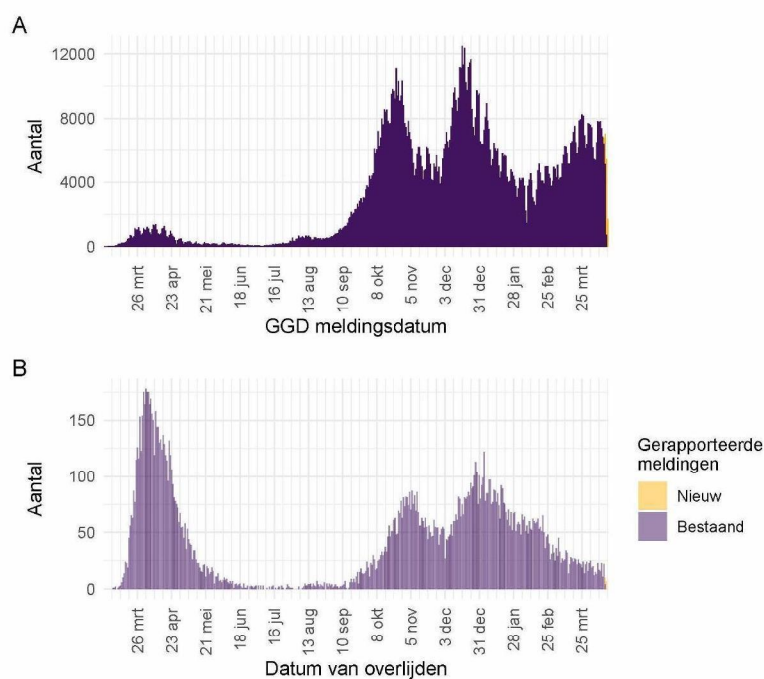 A
12000
8000
4000
0
Aantal
26 mrt
23 apr
21 mei
18 jun
16 jul
13 aug
10 sep
8 okt
5 nov
3 dec
31 dec
28 jan
25 feb
25 mrt
GGD meldingsdatum
B
150
100
50
0
Aantal
26 mrt
23 apr
21 mei
18 jun
16 jul
13 aug
10 sep
8 okt
5 nov
3 dec
31 dec
28 jan
25 feb
25 mrt
Datum van overlijden
Gerapporteerde
meldingen
Nieuw
Bestaand